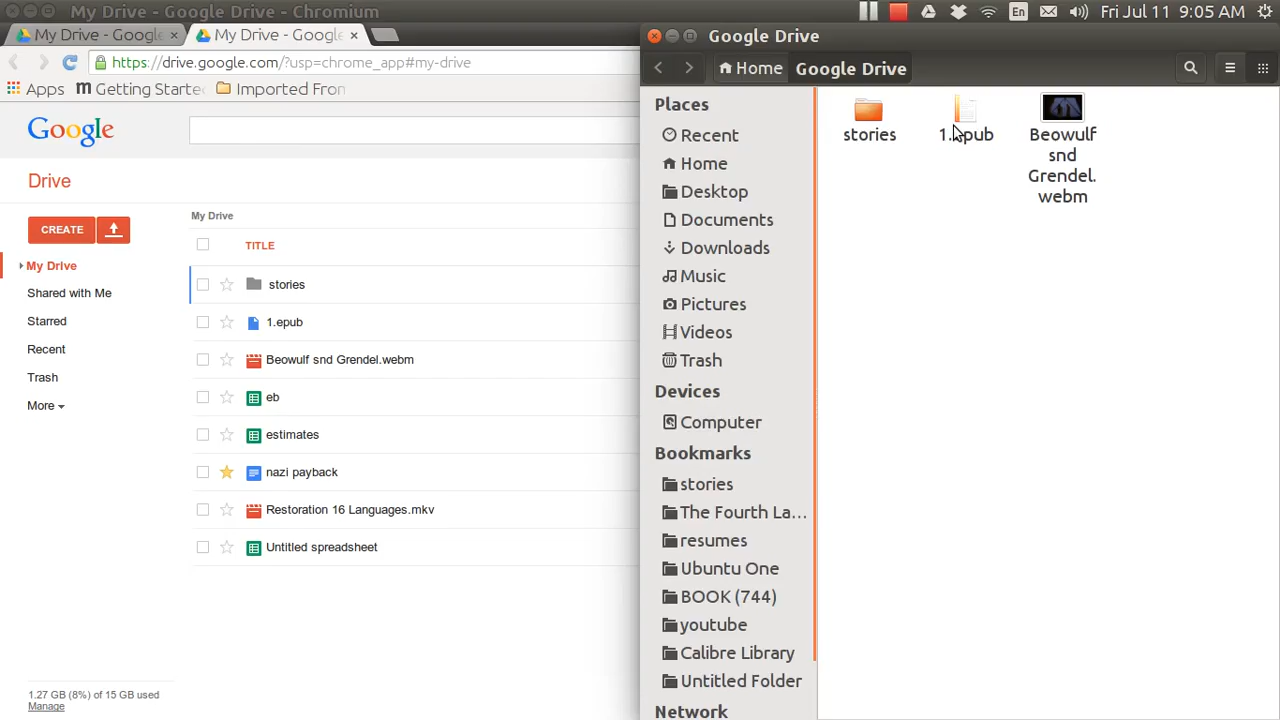 My Drive - Google Drive - Chromium
En
Fri Jul 11 9:05 AM
My Drive - Google
My Drive - Google
https://drive.google.com/?usp=chrome_app#my-drive
Apps
Getting Starte
Imported Fron
Google
Drive
CREATE
My Drive
Shared with Me
Starred
Recent
Trash
More
1.27 GB (8%) of 15 GB used
Manage
My Drive
TITLE
stories
1.epub
Beowulf snd Grendel.webm
eb
estimates
nazi payback
Restoration 16 Languages.mkv
Untitled spreadsheet
Google Drive
Home
Google Drive
Places
Recent
Home
Desktop
Documents
Downloads
Music
Pictures
Videos
Trash
Devices
Computer
Bookmarks
stories
The Fourth La...
resumes
Ubuntu One
BOOK (744)
youtube
Calibre Library
Untitled Folder
Network
stories
1.epub
Beowulf
snd
Grendel.
webm